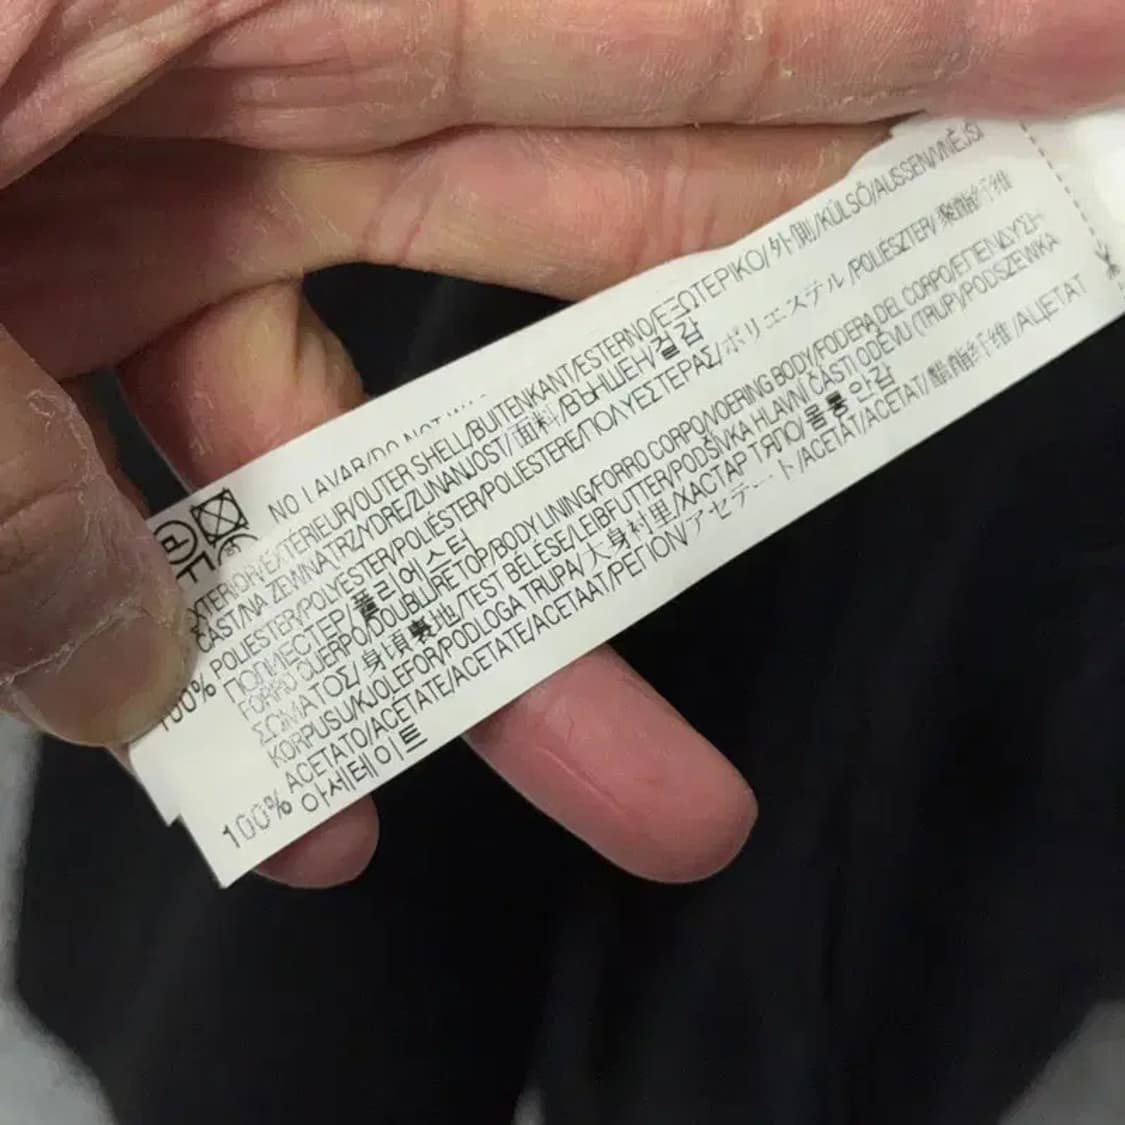 NO LAVAR/DO NOT
EXTERIOR/EXTÉRIEUR/OUTER SHELL/BUITENKANT/ESTERNO/ΕΞΩΤΕΡΙΚΟ/外側/KÜLSŐ/AUSSEN/VNĚJŠÍ
ČÁST/NA ZEWNĄTRZ/YDRE/ZUNANJOST/面料/ВЪНШЕН/겉감
100% POLIESTER/POLYESTER/POLIÉSTER/POLIESTERE/ΠΟΛΥΕΣΤΕΡΑΣ/ポリエステル/POLIÉSZTER/聚酯纤维
/폴리에스터
FORRO CUERPO/DOUBLURE TOP/BODY LINING/FORRO CORPO/VOERING BODY/FODERA DEL CORPO/ΕΠΕΝΔΥΣΗ
ΣΩΜΑΤΟΣ/身頃裏地/TEST BÉLÉSE/LEIBFUTTER/PODŠÍVKA HLAVNÍ ČÁSTI ODĚVU (TRUP)/PODSZEWKA
KORPUSU/KJOLEFOR/PODLOGA TRUPA/大身衬里/ХАСТАР ТЯЛО/몸통 안감
100% ACETATO/ACÉTATE/ACETATE/ACETATE/ACETAAT/ /アセテート/ACETÁT/ACETAT/ /醋酯纤维/АЦЕТАТ
아세테이트